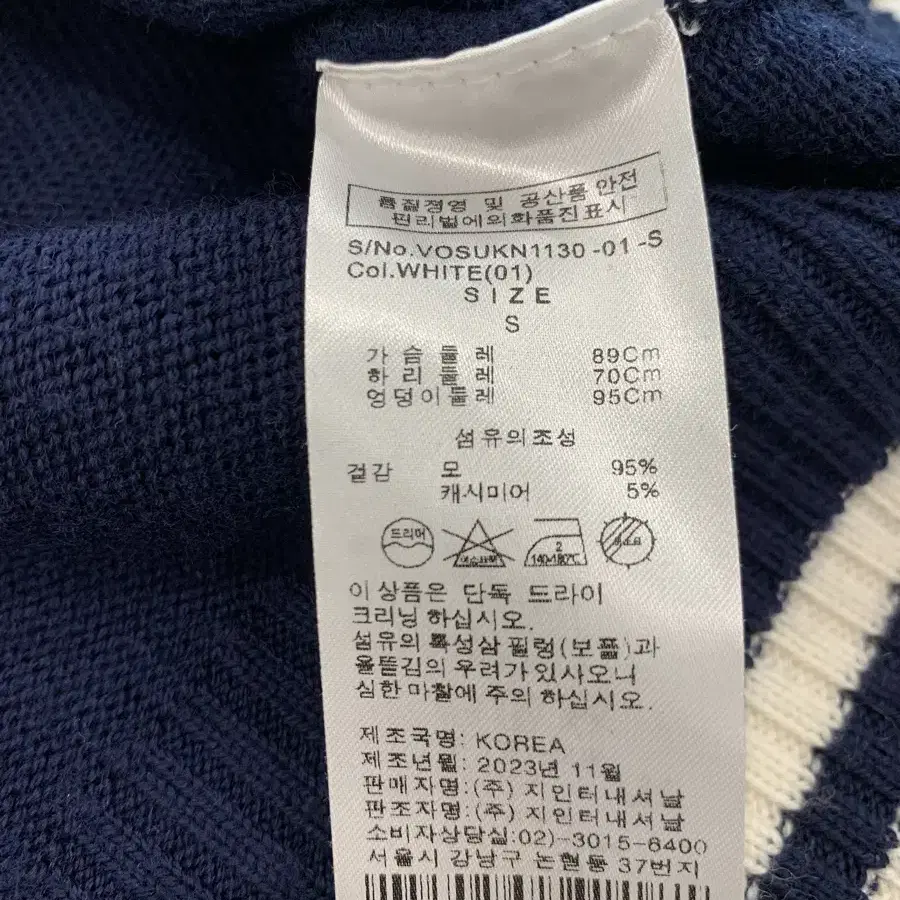 품질경영 및 공산품 안전
관리법에의한품진표시
S/No.VOSUKN1130-01-S
Col.WHITE(01)
SIZE
S
가슴둘레 89Cm
허리둘레 70Cm
엉덩이둘레 95Cm
섬유의조성
겉감 모 95%
캐시미어 5%
드라이
2
140~180℃
이 상품은 단독 드라이
크리닝 하십시오.
섬유의 특성상 필링(보풀)과
올뜯김의 우려가있사오니
심한 마찰에 주의 하십시오.
제조국명: KOREA
제조년월: 2023년 11월
판매자명:(주) 지인터내셔날
판조자명:(주) 지인터내셔날
소비자상담실:02)-3015-6400
서울시 강남구 논현동 37번지